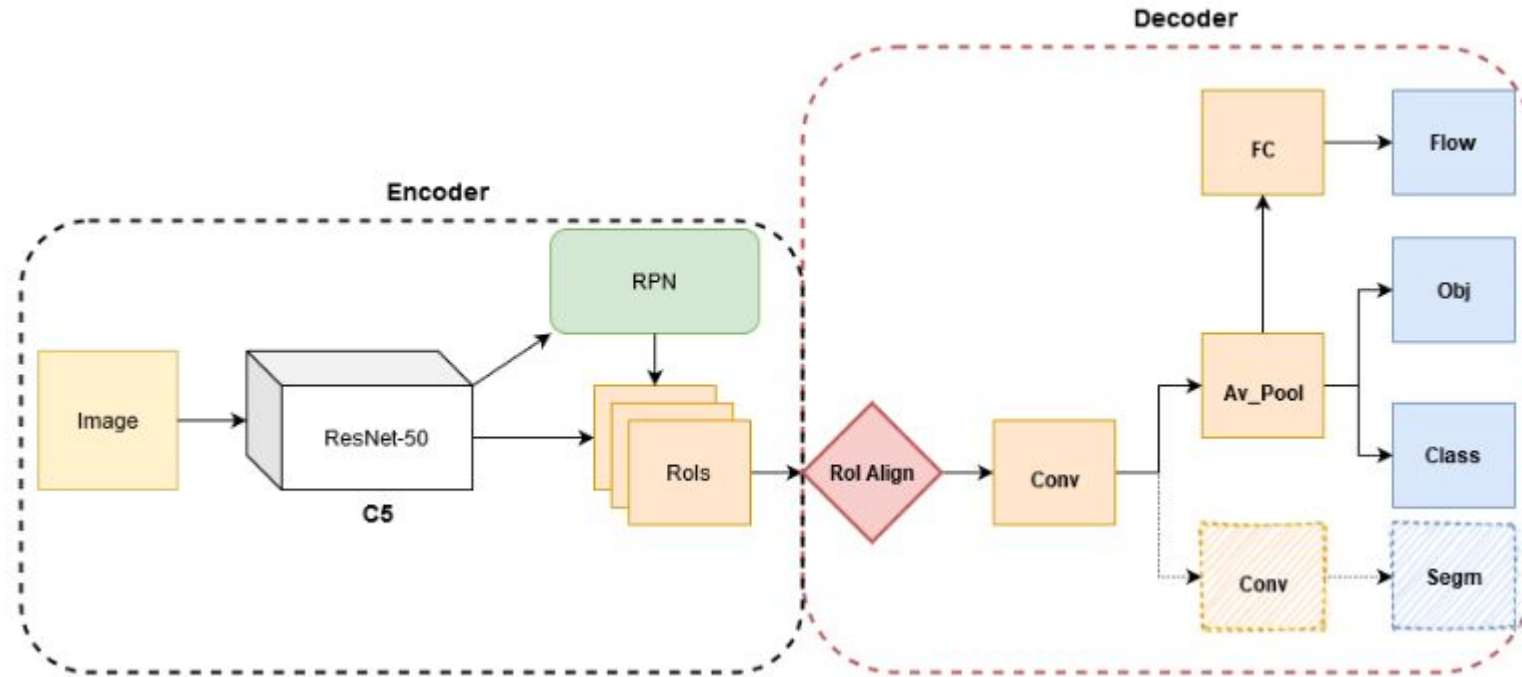 Decoder
Encoder
FC
Flow
RPN
Obj
Image
ResNet-50
C5
RoIs
RoI Align
Conv
Av_Pool
Class
Conv
Segm